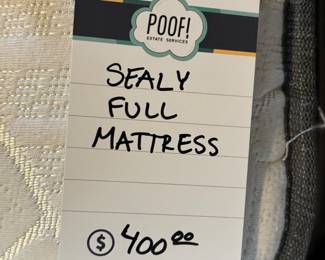 POOF!
ESTATE SERVICES
SEALY
FULL
MATTRESS
$ 400.00